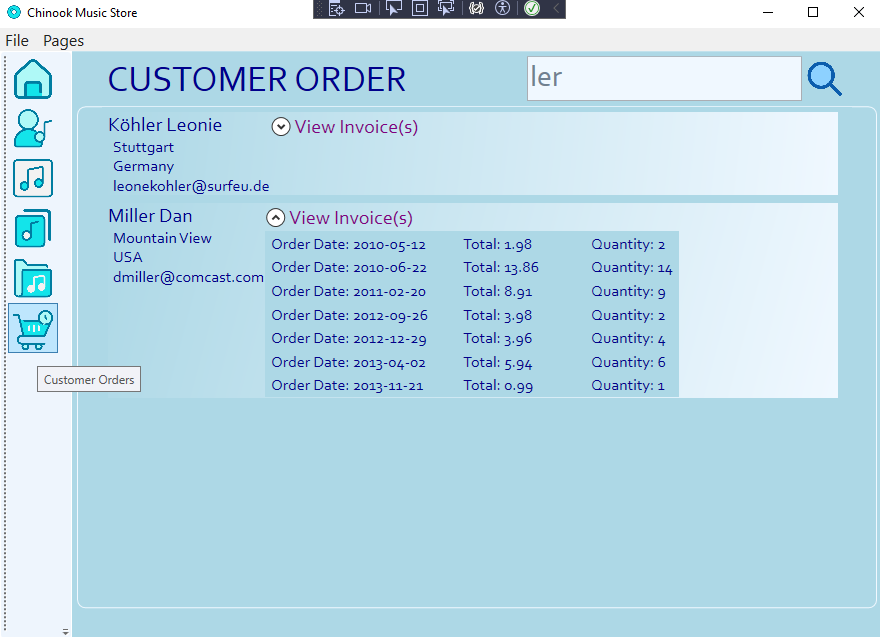 Chinook Music Store
File Pages
CUSTOMER ORDER
ler
Köhler Leonie
View Invoice(s)
Stuttgart
Germany
leonekohler@surfeu.de
Miller Dan
View Invoice(s)
Mountain View
USA
dmiller@comcast.com
Order Date: 2010-05-12 Total: 1.98 Quantity: 2
Order Date: 2010-06-22 Total: 13.86 Quantity: 14
Order Date: 2011-02-20 Total: 8.91 Quantity: 9
Order Date: 2012-09-26 Total: 3.98 Quantity: 2
Order Date: 2012-12-29 Total: 3.96 Quantity: 4
Order Date: 2013-04-02 Total: 5.94 Quantity: 6
Order Date: 2013-11-21 Total: 0.99 Quantity: 1
Customer Orders